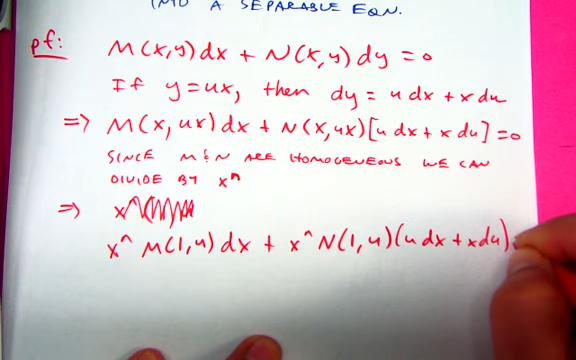 INTO A SEPARABLE EQN.
pf: M(x,y)dx + N(x,y)dy = 0
If y=ux, then dy = u dx + x du
=> M(x, ux)dx + N(x,ux)[u dx + x du] = 0
SINCE M & N ARE HOMOGENEOUS WE CAN
DIVIDE BY x^n
=> x^
x^n M(1,u)dx + x^n N(1,u)(u dx + x du)